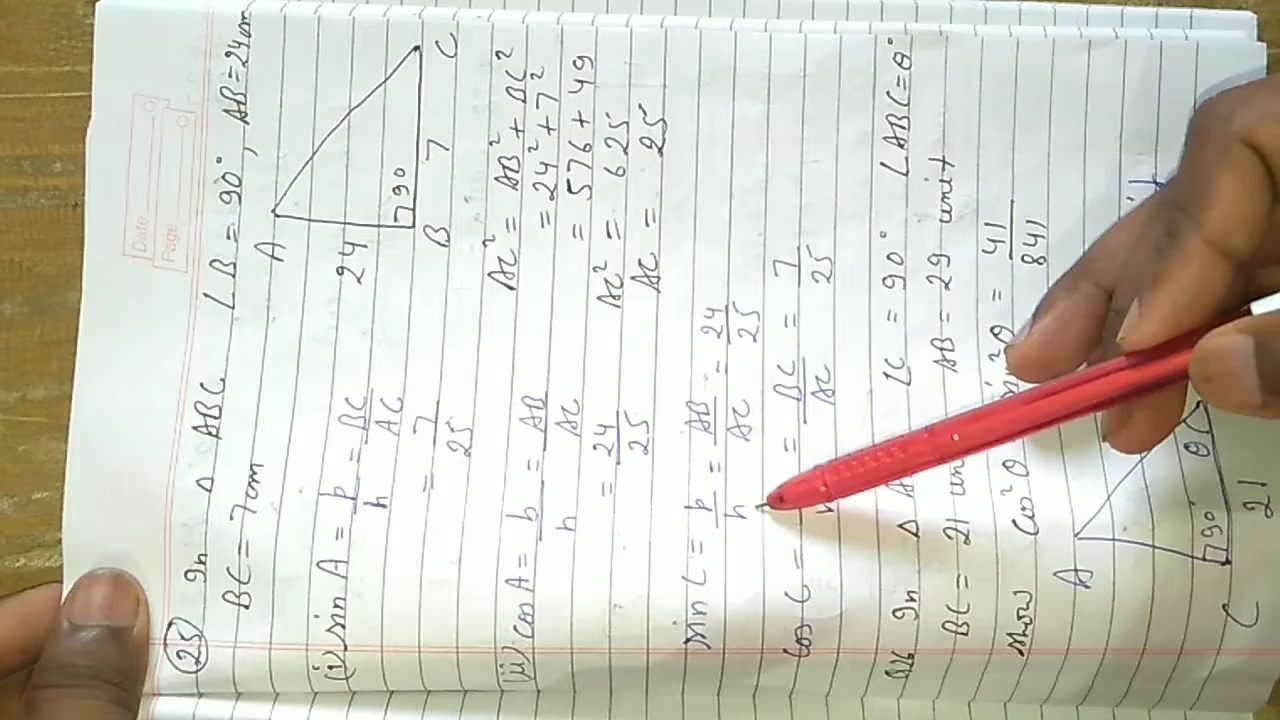 Date
Page
(25) In Δ ABC ∠B = 90°, AB = 24cm
BC = 7cm
A
24
90
B 7 C
(i) sin A = p/h = BC/AC
= 7/25
AC² = AB² + BC²
= 24² + 7²
= 576 + 49
AC² = 625
AC = 25
(ii) cos A = b/h = AB/AC
= 24/25
sin C = p/h = AB/AC = 24/25
cos C = = BC/AC = 7/25
Q26 In Δ ∠C = 90° ∠ABC = θ°
BC = 21 AB = 29 unit
show cos²θ sin²θ = 41/841
A
90°
θ
C 21